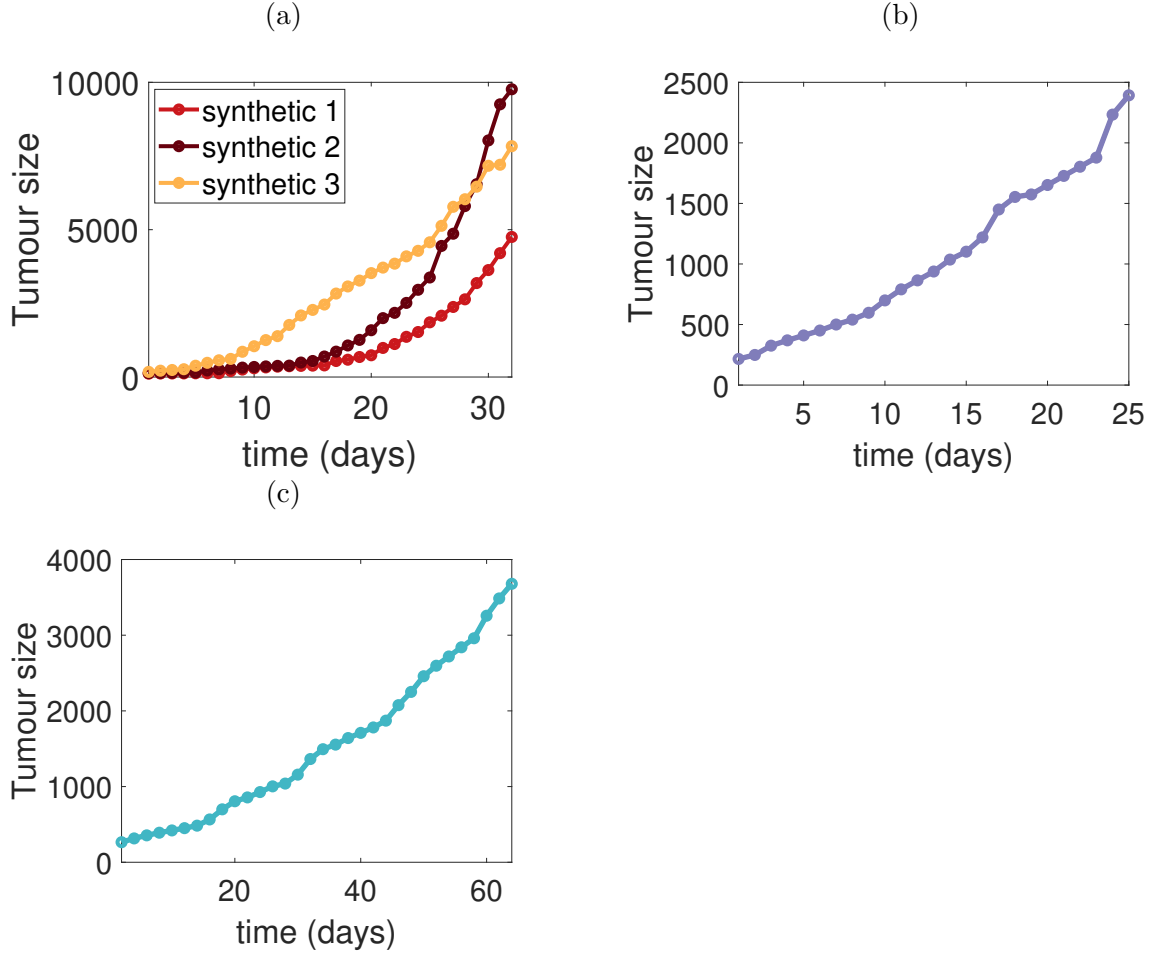 (a)
10000
5000
0
synthetic 1
synthetic 2
synthetic 3
10
20
30
Tumour size
time (days)
(b)
2500
2000
1500
1000
500
0
5
10
15
20
25
Tumour size
time (days)
(c)
4000
3000
2000
1000
0
20
40
60
Tumour size
time (days)